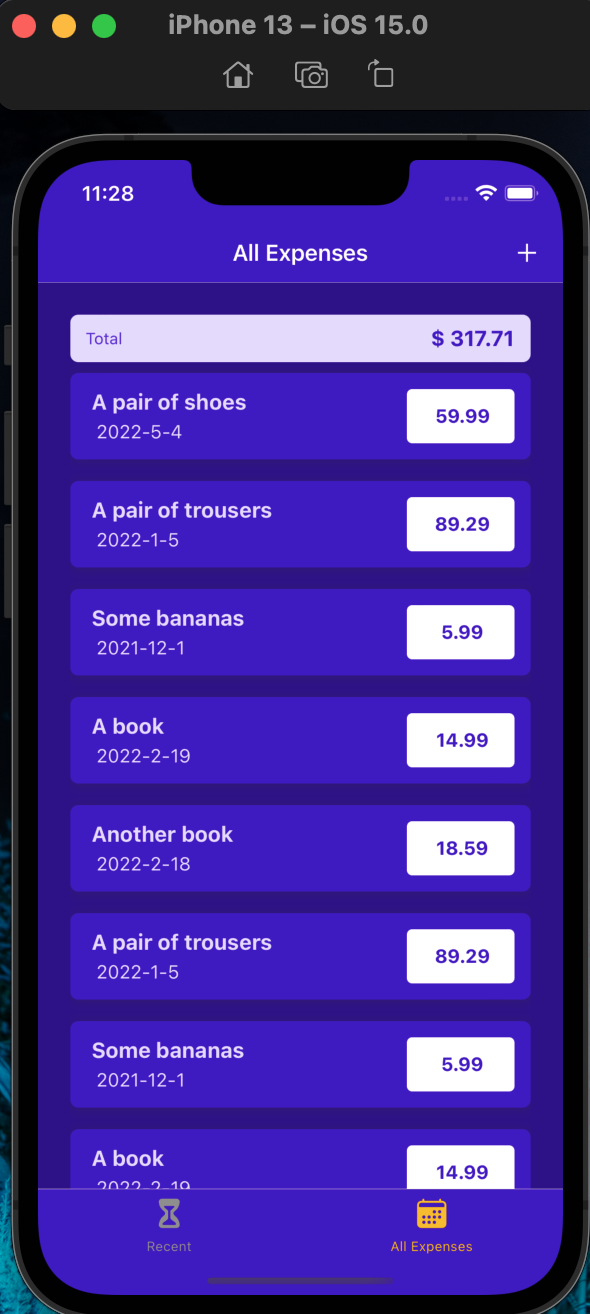 iPhone 13 – iOS 15.0
11:28
All Expenses +
Total $ 317.71
A pair of shoes
2022-5-4
59.99
A pair of trousers
2022-1-5
89.29
Some bananas
2021-12-1
5.99
A book
2022-2-19
14.99
Another book
2022-2-18
18.59
A pair of trousers
2022-1-5
89.29
Some bananas
2021-12-1
5.99
A book
2022-2-19
14.99
Recent
All Expenses